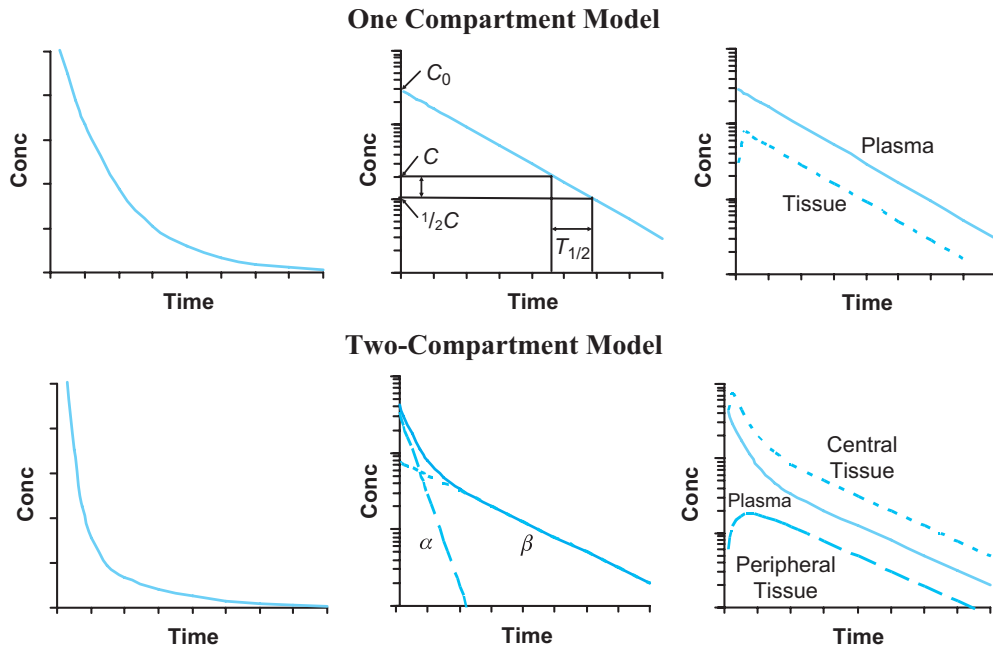 One Compartment Model
Conc
Time
Conc
C₀
C
¹/₂C
T₁/₂
Time
Conc
Plasma
Tissue
Time
Two-Compartment Model
Conc
Time
Conc
α
β
Time
Conc
Central
Tissue
Plasma
Peripheral
Tissue
Time